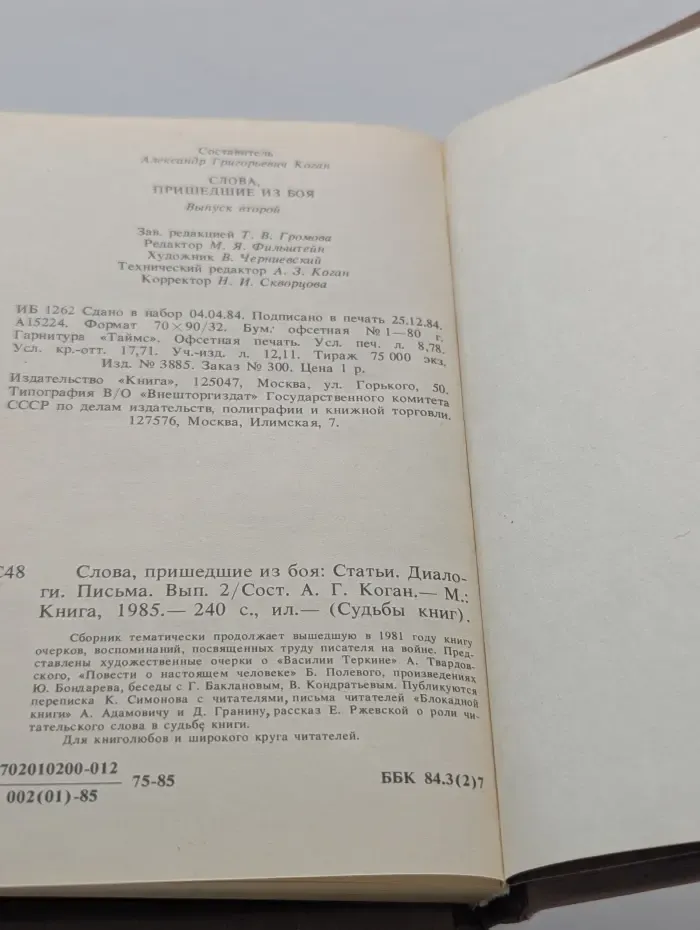 Составитель
Александр Григорьевич Коган
СЛОВА,
ПРИШЕДШИЕ ИЗ БОЯ
Выпуск второй
Зав. редакцией Т. В. Громова
Редактор М. Я. Фильштейн
Художник В. Черниевский
Технический редактор А. З. Коган
Корректор Н. И. Скворцова
ИБ 1262 Сдано в набор 04.04.84. Подписано в печать 25.12.84.
А15224. Формат 70×90/32. Бум. офсетная №1—80 г.
Гарнитура «Таймс». Офсетная печать. Усл. печ. л. 8,78.
Усл. кр.-отт. 17,71. Уч.-изд. л. 12,11. Тираж 75 000 экз.
Изд. № 3885. Заказ № 300. Цена 1 р.
Издательство «Книга», 125047, Москва, ул. Горького, 50.
Типография В/О «Внешторгиздат» Государственного комитета
СССР по делам издательств, полиграфии и книжной торговли.
127576, Москва, Илимская, 7.
С48 Слова, пришедшие из боя: Статьи. Диало-
ги. Письма. Вып. 2/Сост. А. Г. Коган.— М.:
Книга, 1985.— 240 с., ил.— (Судьбы книг).
Сборник тематически продолжает вышедшую в 1981 году книгу
очерков, воспоминаний, посвященных труду писателя на войне. Пред-
ставлены художественные очерки о «Василии Теркине» А. Твардов-
ского, «Повести о настоящем человеке» Б. Полевого, произведениях
Ю. Бондарева, беседы с Г. Баклановым, В. Кондратьевым. Публикуются
переписка К. Симонова с читателями, письма читателей «Блокадной
книги» А. Адамовичу и Д. Гранину, рассказ Е. Ржевской о роли чи-
тательского слова в судьбе книги.
Для книголюбов и широкого круга читателей.
702010200-012
002(01)-85
75-85
ББК 84.3(2)7